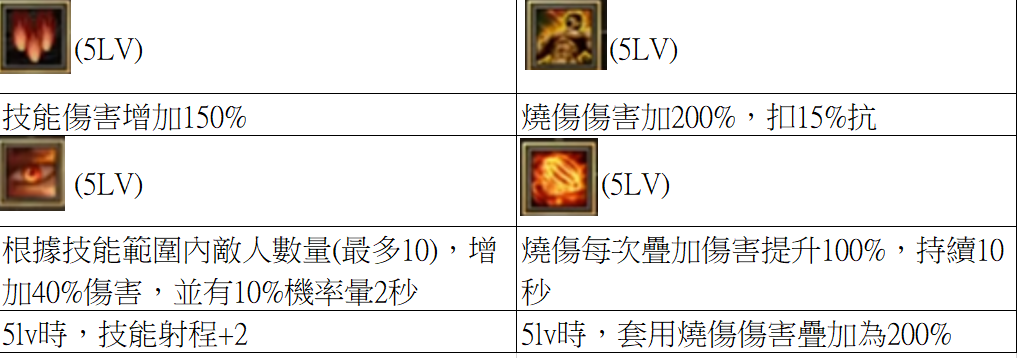 (5LV) (5LV)
技能傷害增加150% 燒傷傷害加200%，扣15%抗
(5LV) (5LV)
根據技能範圍內敵人數量(最多10)，增
加40%傷害，並有10%機率暈2秒
燒傷每次疊加傷害提升100%，持續10
秒
5lv時，技能射程+2 5lv時，套用燒傷傷害疊加為200%